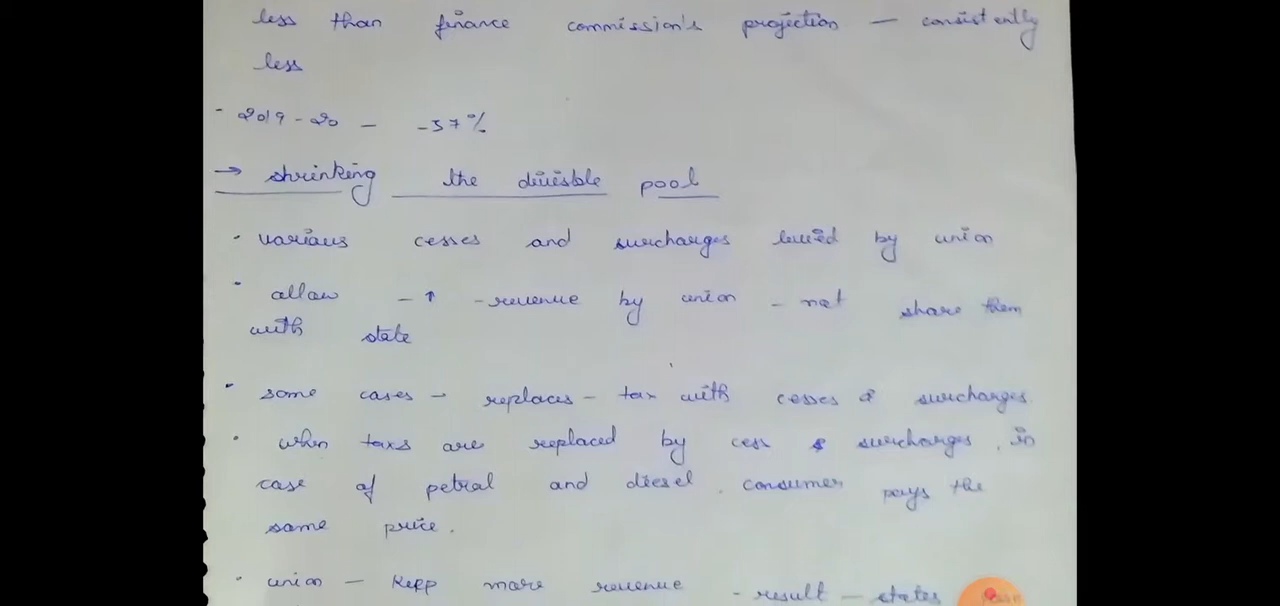 less than finance commission's projection — consistently
less
- 2019-20 — -37%
→ shrinking the divisble pool
• various cesses and surcharges levied by union
• allow - ↑ - revenue by union - not share them
with state
• some cases - replaces - tax with cesses & surcharges
• when taxs are replaced by cess & surcharges, in
case of petrol and diesel, consumer pays the
same price.
• union - keep more revenue - result - states